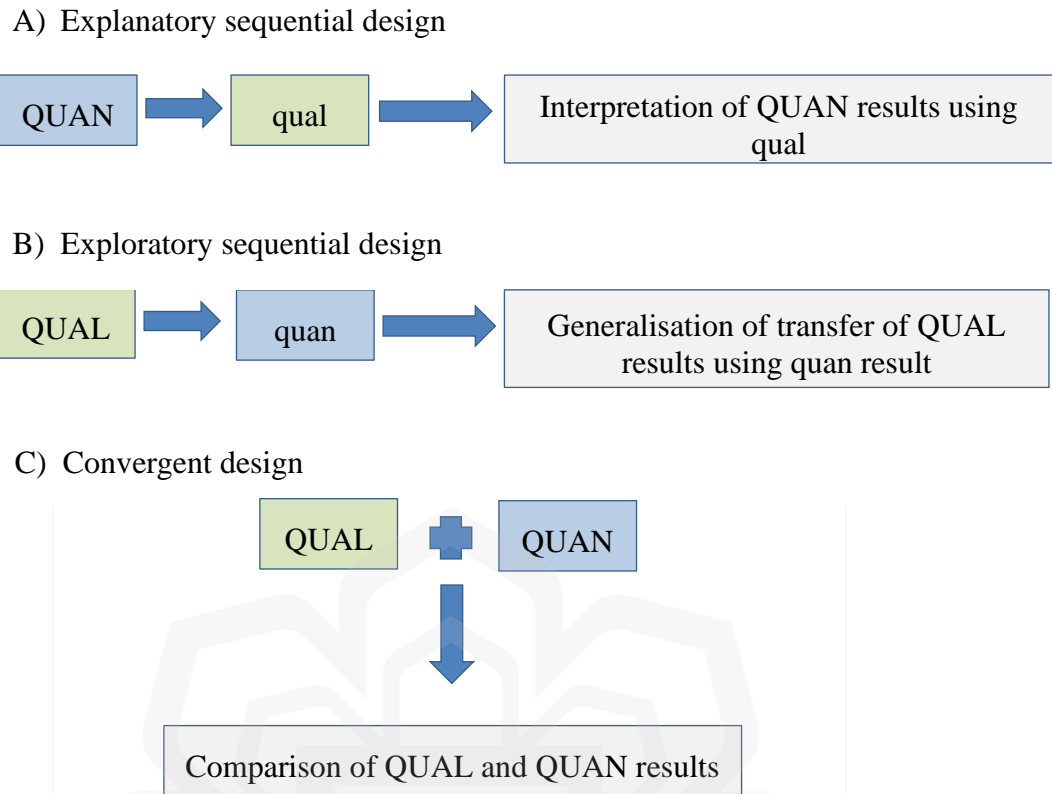 A) Explanatory sequential design
QUAN
qual
Interpretation of QUAN results using
qual
B) Exploratory sequential design
QUAL
quan
Generalisation of transfer of QUAL
results using quan result
C) Convergent design
QUAL
QUAN
Comparison of QUAL and QUAN results